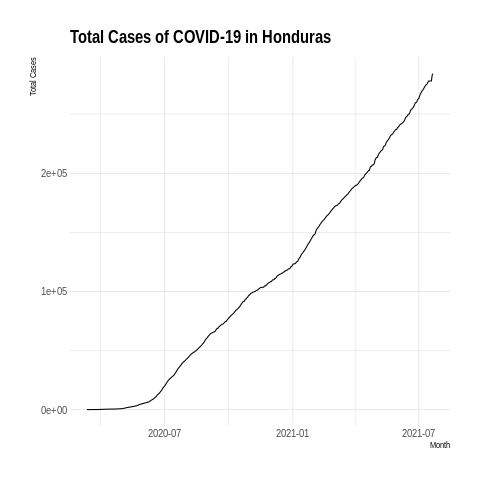 Total Cases of COVID-19 in Honduras
Total Cases
2e+05
1e+05
0e+00
2020-07
2021-01
2021-07
Month